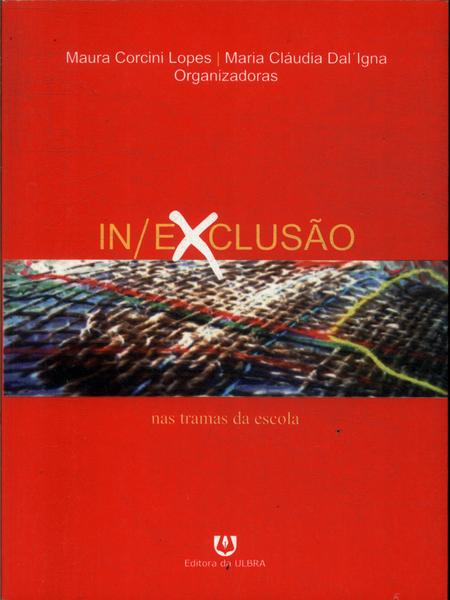 Maura Corcini Lopes | Maria Cláudia Dal´Igna
Organizadoras
IN/EXCLUSÃO
nas tramas da escola
Editora da ULBRA